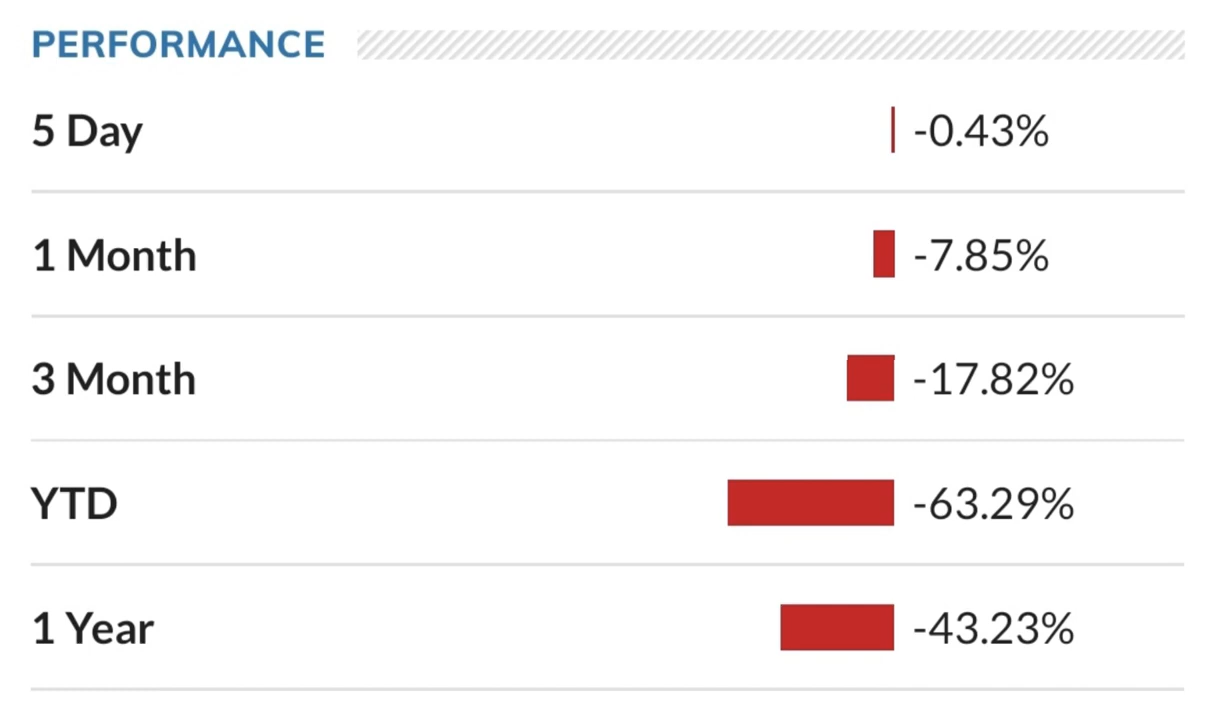 PERFORMANCE
5 Day -0.43%
1 Month -7.85%
3 Month -17.82%
YTD -63.29%
1 Year -43.23%